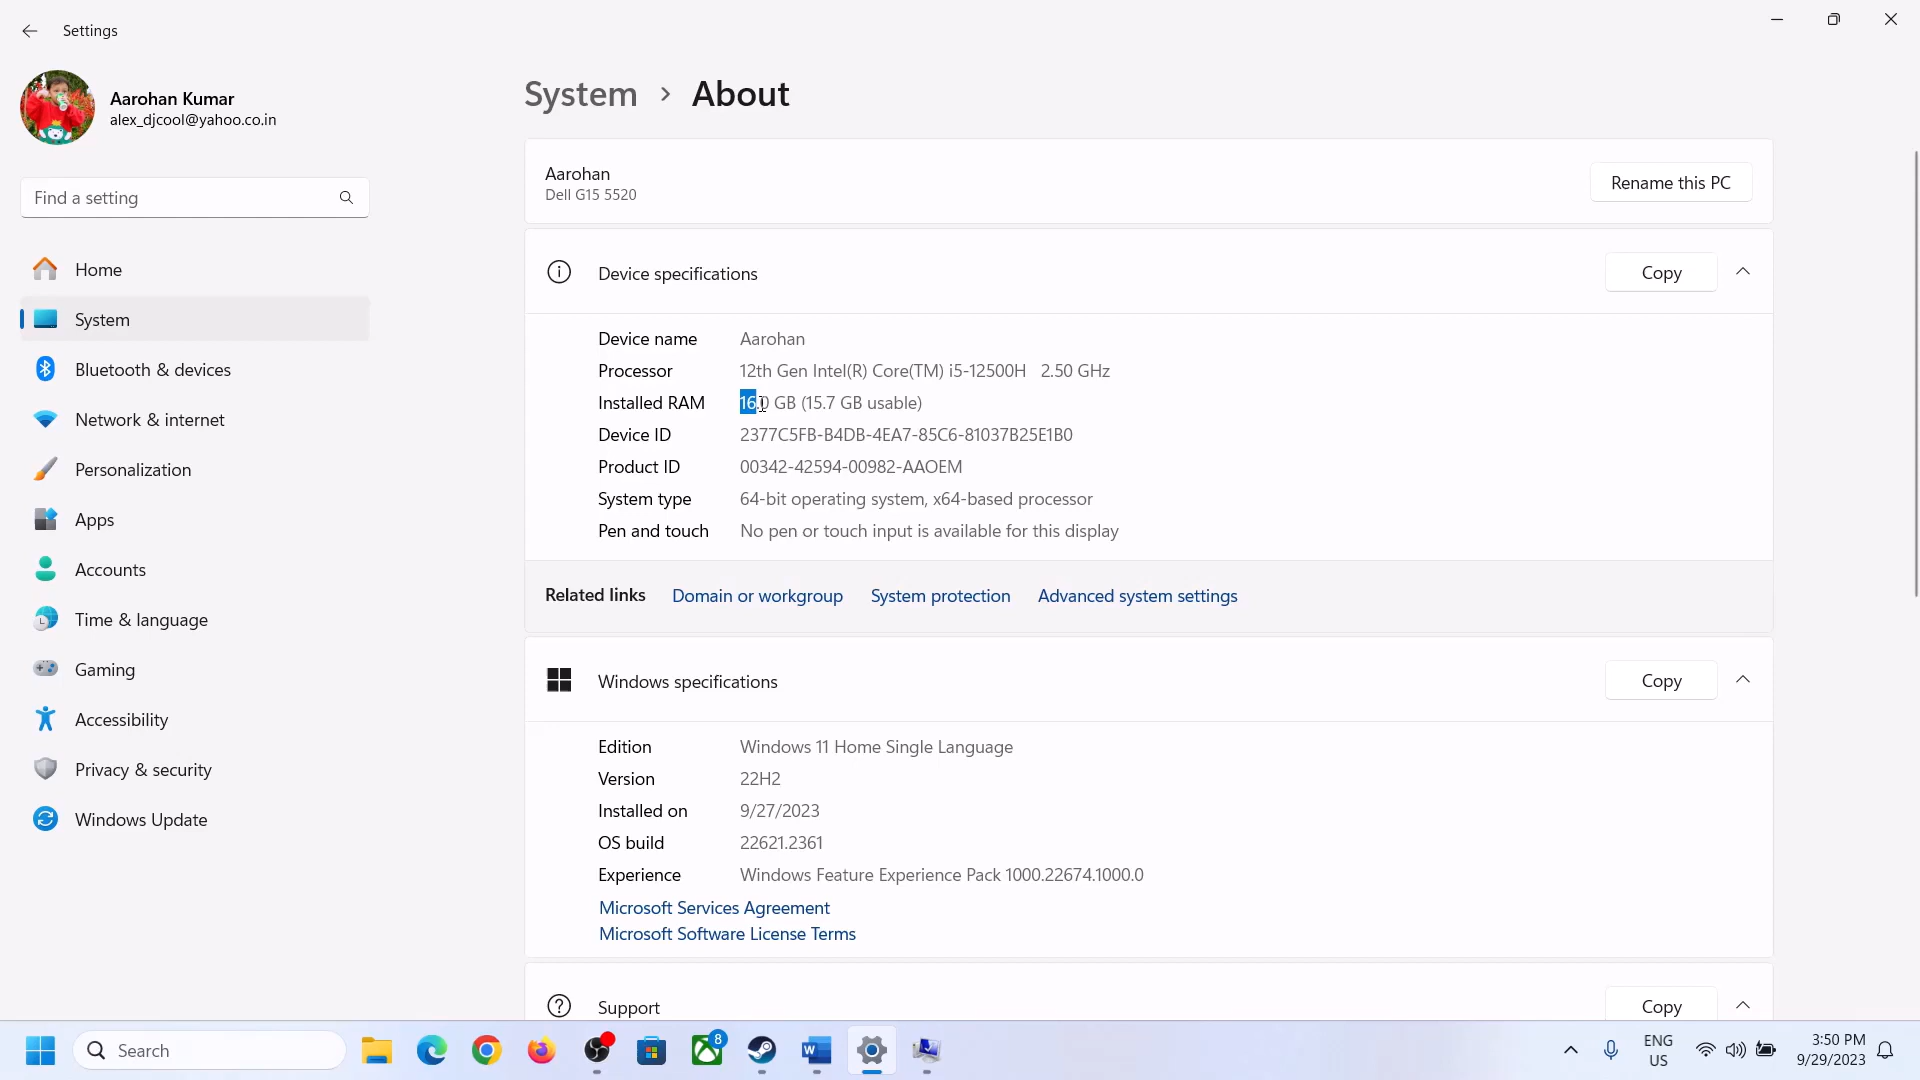 Settings
Aarohan Kumar
alex_djcool@yahoo.co.in
Find a setting
Home
System
Bluetooth & devices
Network & internet
Personalization
Apps
Accounts
Time & language
Gaming
Accessibility
Privacy & security
Windows Update
System > About
Aarohan
Dell G15 5520
Rename this PC
Device specifications
Copy
Device name Aarohan
Processor 12th Gen Intel(R) Core(TM) i5-12500H 2.50 GHz
Installed RAM 16.0 GB (15.7 GB usable)
Device ID 2377C5FB-B4DB-4EA7-85C6-81037B25E1B0
Product ID 00342-42594-00982-AAOEM
System type 64-bit operating system, x64-based processor
Pen and touch No pen or touch input is available for this display
Related links Domain or workgroup System protection Advanced system settings
Windows specifications
Copy
Edition Windows 11 Home Single Language
Version 22H2
Installed on 9/27/2023
OS build 22621.2361
Experience Windows Feature Experience Pack 1000.22674.1000.0
Microsoft Services Agreement
Microsoft Software License Terms
Support
Copy
Search
8
W
ENG
US
3:50 PM
9/29/2023